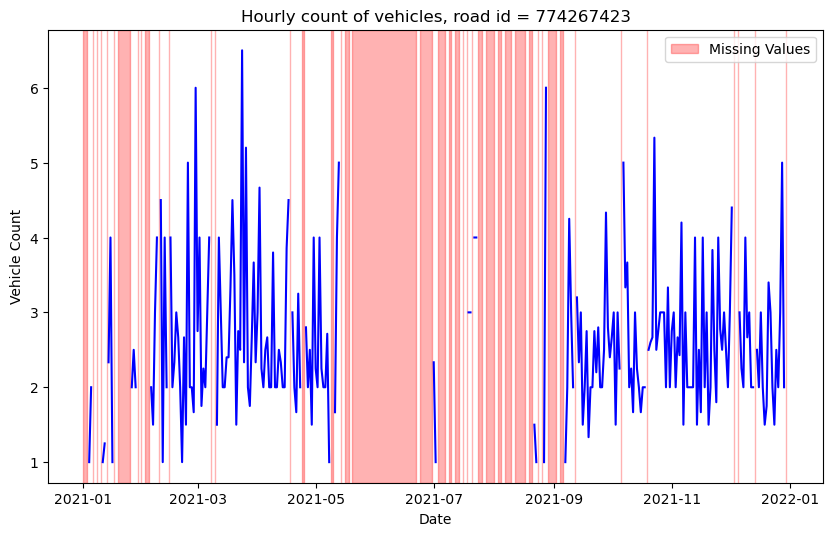 Hourly count of vehicles, road id = 774267423
Missing Values
6
5
4
3
2
1
Vehicle Count
2021-01 2021-03 2021-05 2021-07 2021-09 2021-11 2022-01
Date